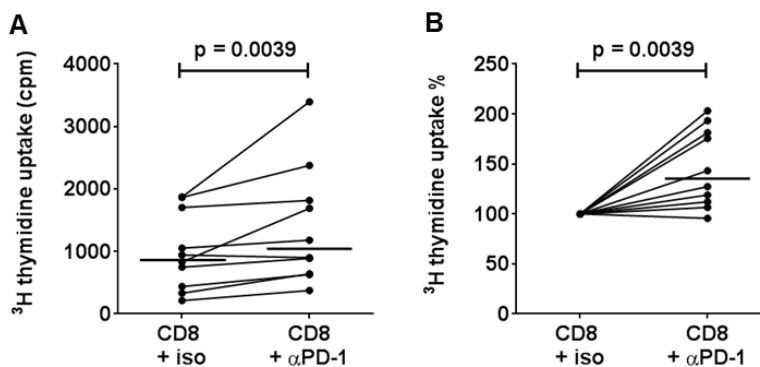 A
p = 0.0039
³H thymidine uptake (cpm)
4000
3000
2000
1000
0
CD8
+ iso
CD8
+ αPD-1
B
p = 0.0039
³H thymidine uptake %
250
200
150
100
50
0
CD8
+ iso
CD8
+ αPD-1